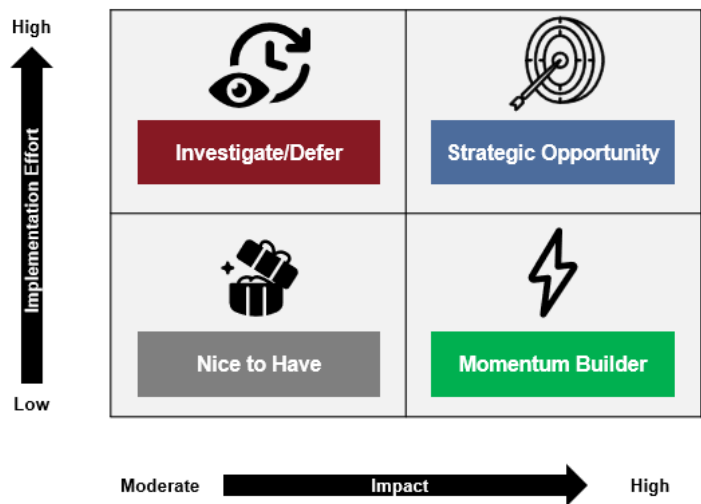 High
Implementation Effort
Low
Investigate/Defer
Strategic Opportunity
Nice to Have
Momentum Builder
Moderate
Impact
High